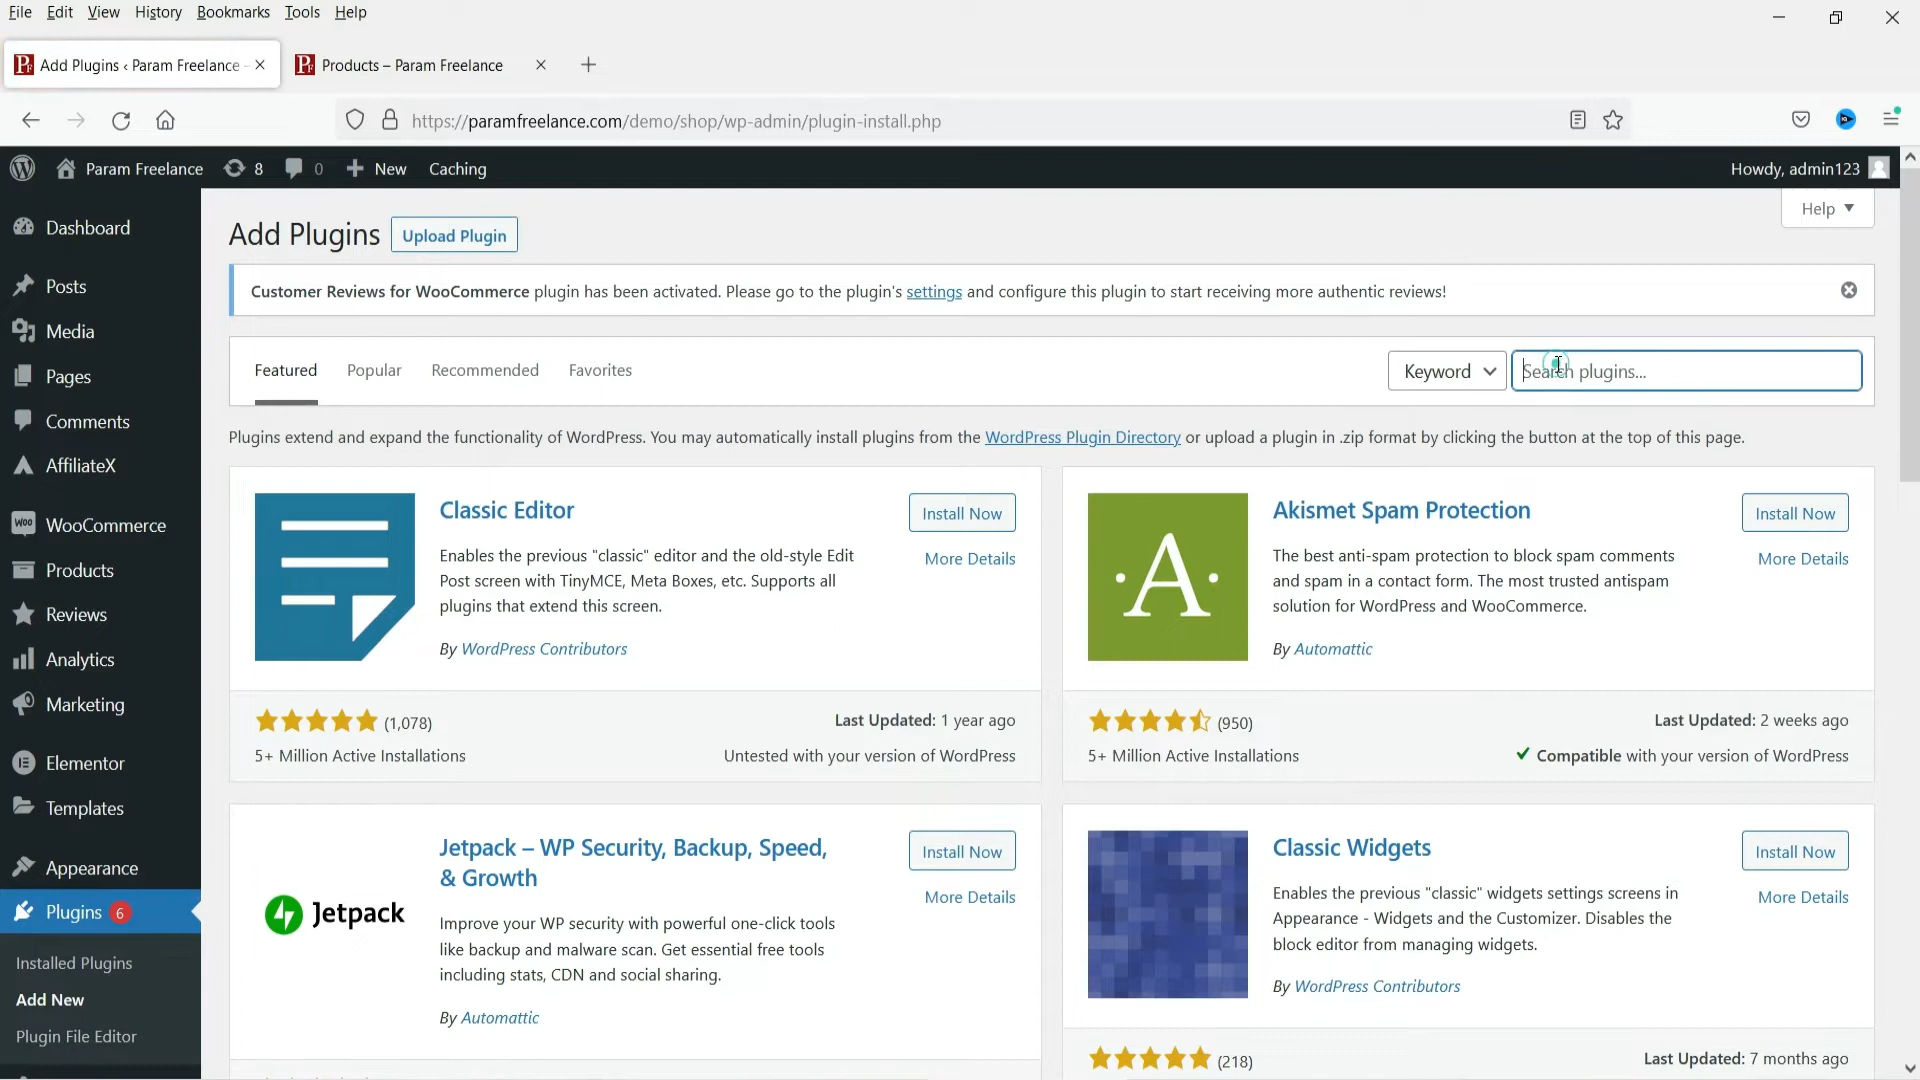 File Edit View History Bookmarks Tools Help
Add Plugins ‹ Param Freelance
Products – Param Freelance
https://paramfreelance.com/demo/shop/wp-admin/plugin-install.php
Param Freelance 8 0 New Caching
Howdy, admin123
Help
Dashboard
Posts
Media
Pages
Comments
AffiliateX
WooCommerce
Products
Reviews
Analytics
Marketing
Elementor
Templates
Appearance
Plugins 6
Installed Plugins
Add New
Plugin File Editor
Add Plugins Upload Plugin
Customer Reviews for WooCommerce plugin has been activated. Please go to the plugin's settings and configure this plugin to start receiving more authentic reviews!
Featured Popular Recommended Favorites
Keyword Search plugins...
Plugins extend and expand the functionality of WordPress. You may automatically install plugins from the WordPress Plugin Directory or upload a plugin in .zip format by clicking the button at the top of this page.
Classic Editor
Install Now
More Details
Enables the previous "classic" editor and the old-style Edit
Post screen with TinyMCE, Meta Boxes, etc. Supports all
plugins that extend this screen.
By WordPress Contributors
(1,078)
Last Updated: 1 year ago
5+ Million Active Installations
Untested with your version of WordPress
A
Akismet Spam Protection
Install Now
More Details
The best anti-spam protection to block spam comments
and spam in a contact form. The most trusted antispam
solution for WordPress and WooCommerce.
By Automattic
(950)
Last Updated: 2 weeks ago
5+ Million Active Installations
Compatible with your version of WordPress
Jetpack
Jetpack – WP Security, Backup, Speed,
& Growth
Install Now
More Details
Improve your WP security with powerful one-click tools
like backup and malware scan. Get essential free tools
including stats, CDN and social sharing.
By Automattic
Classic Widgets
Install Now
More Details
Enables the previous "classic" widgets settings screens in
Appearance - Widgets and the Customizer. Disables the
block editor from managing widgets.
By WordPress Contributors
(218)
Last Updated: 7 months ago